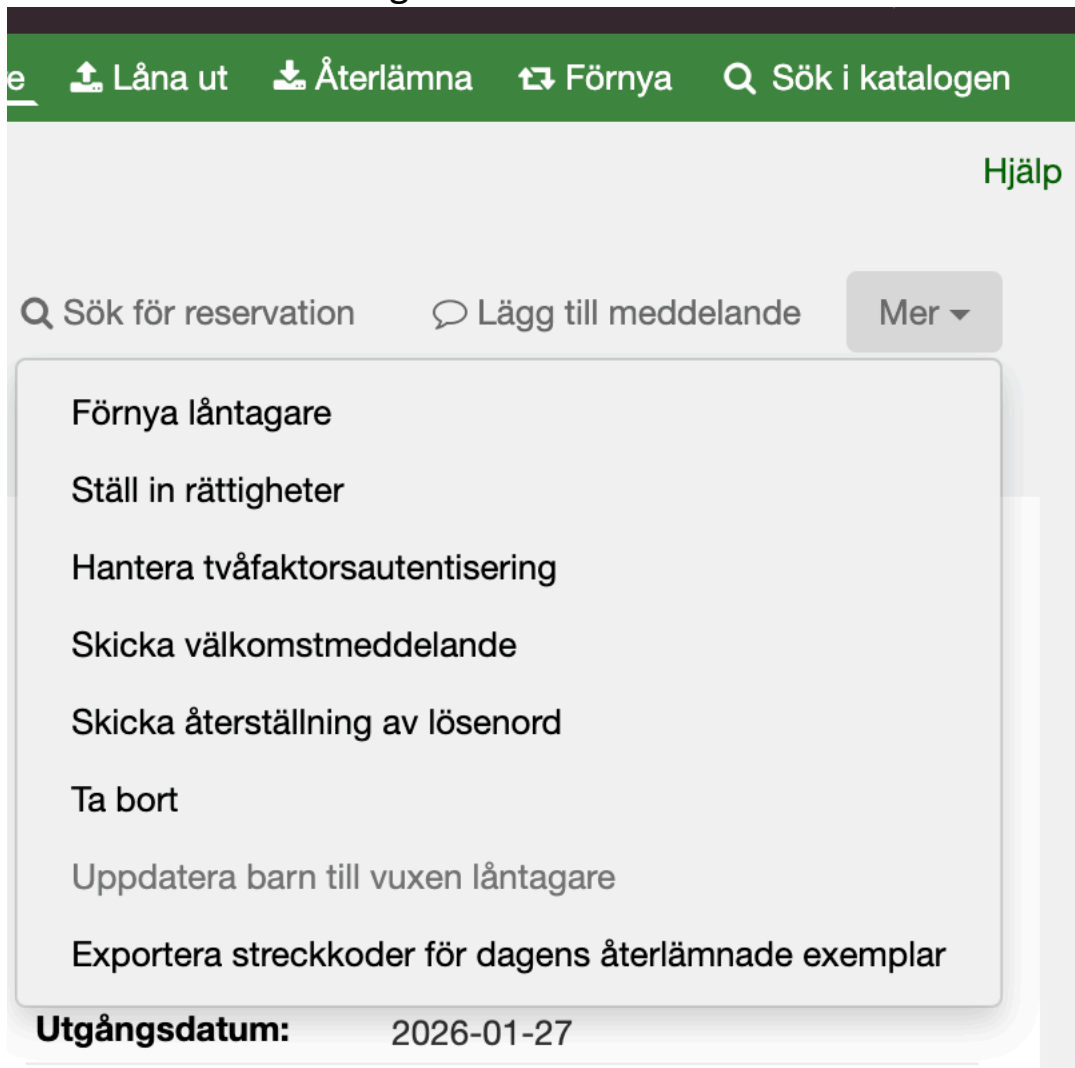 e Låna ut Återlämna Förnya Sök i katalogen
Hjälp
Sök för reservation Lägg till meddelande Mer
Förnya låntagare
Ställ in rättigheter
Hantera tvåfaktorsautentisering
Skicka välkomstmeddelande
Skicka återställning av lösenord
Ta bort
Uppdatera barn till vuxen låntagare
Exportera streckkoder för dagens återlämnade exemplar
Utgångsdatum: 2026-01-27